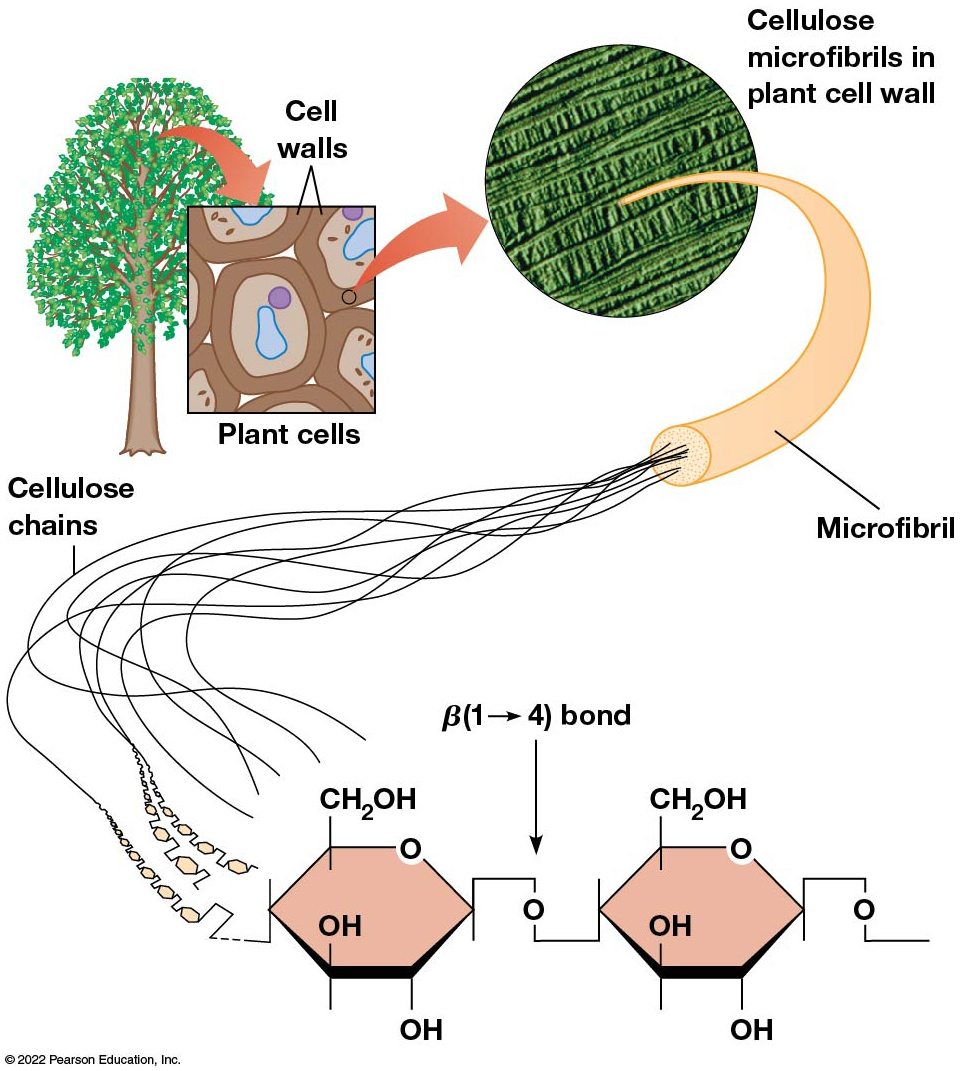 Cellulose
microfibrils in
plant cell wall
Cell
walls
Plant cells
Cellulose
chains
Microfibril
β(1→ 4) bond
CH₂OH
CH₂OH
O
O
OH
O
OH
O
OH
OH
© 2022 Pearson Education, Inc.